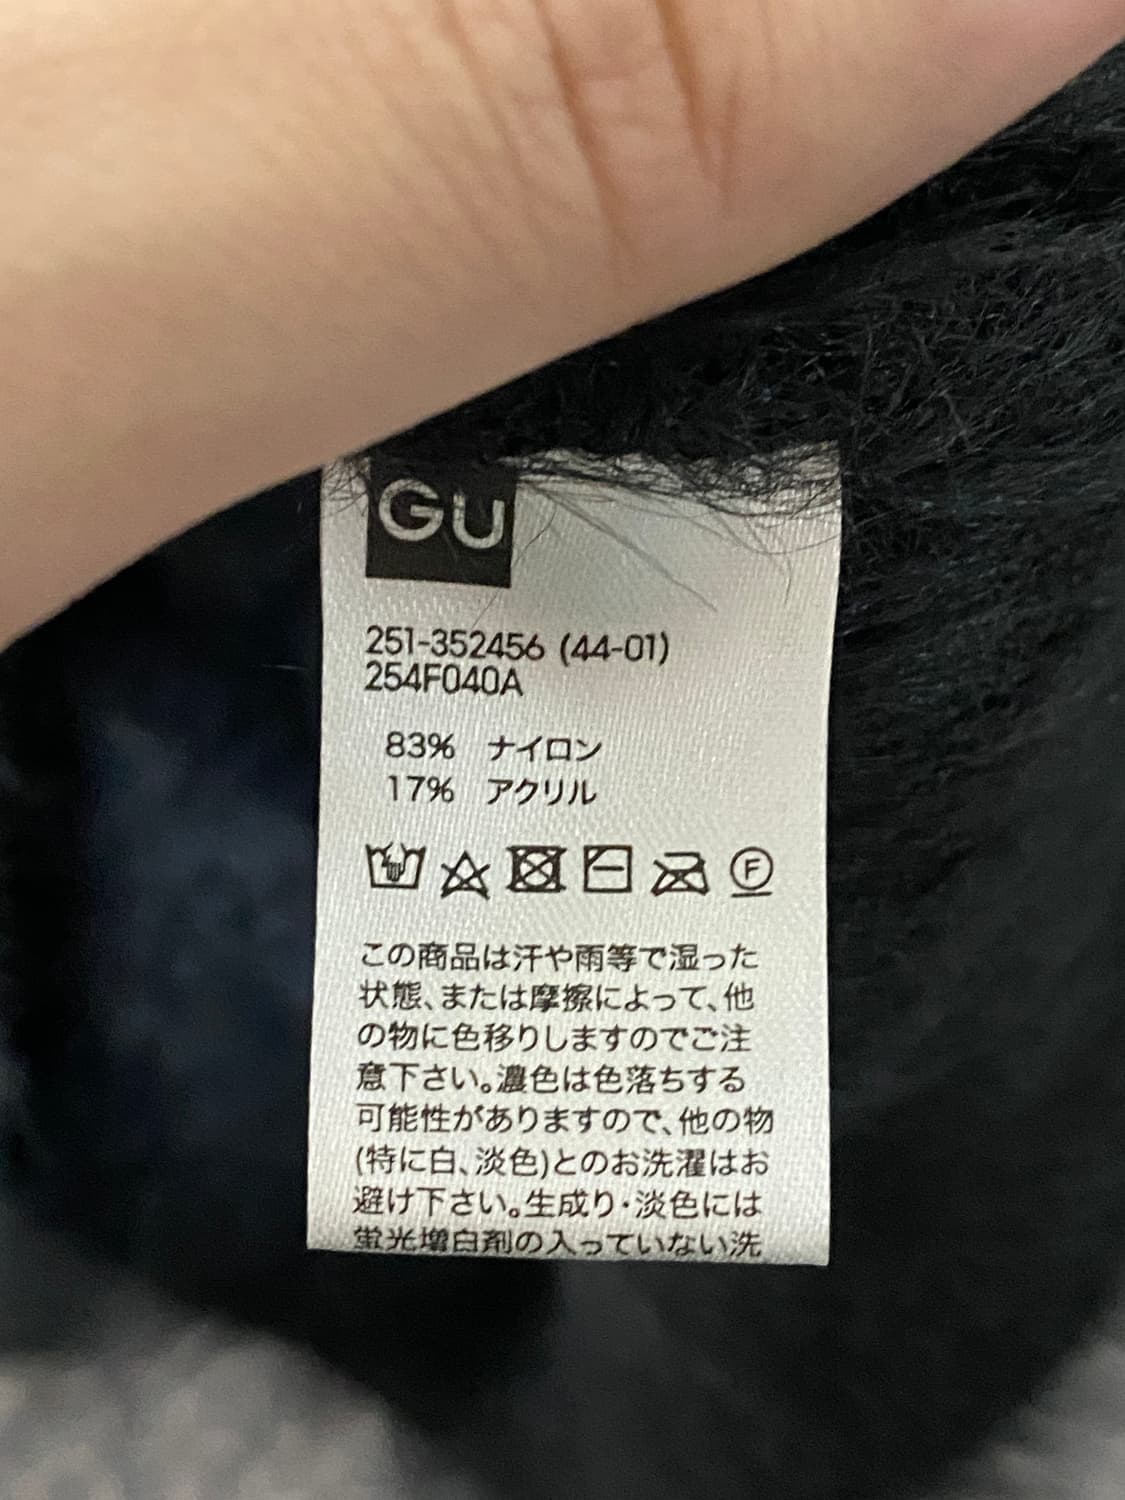 GU
251-352456 (44-01)
254F040A
83% ナイロン
17% アクリル
F
この商品は汗や雨等で湿った
状態、または摩擦によって、他
の物に色移りしますのでご注
意下さい。濃色は色落ちする
可能性がありますので、他の物
(特に白、淡色)とのお洗濯はお
避け下さい。生成り・淡色には
蛍光増白剤の入っていない洗